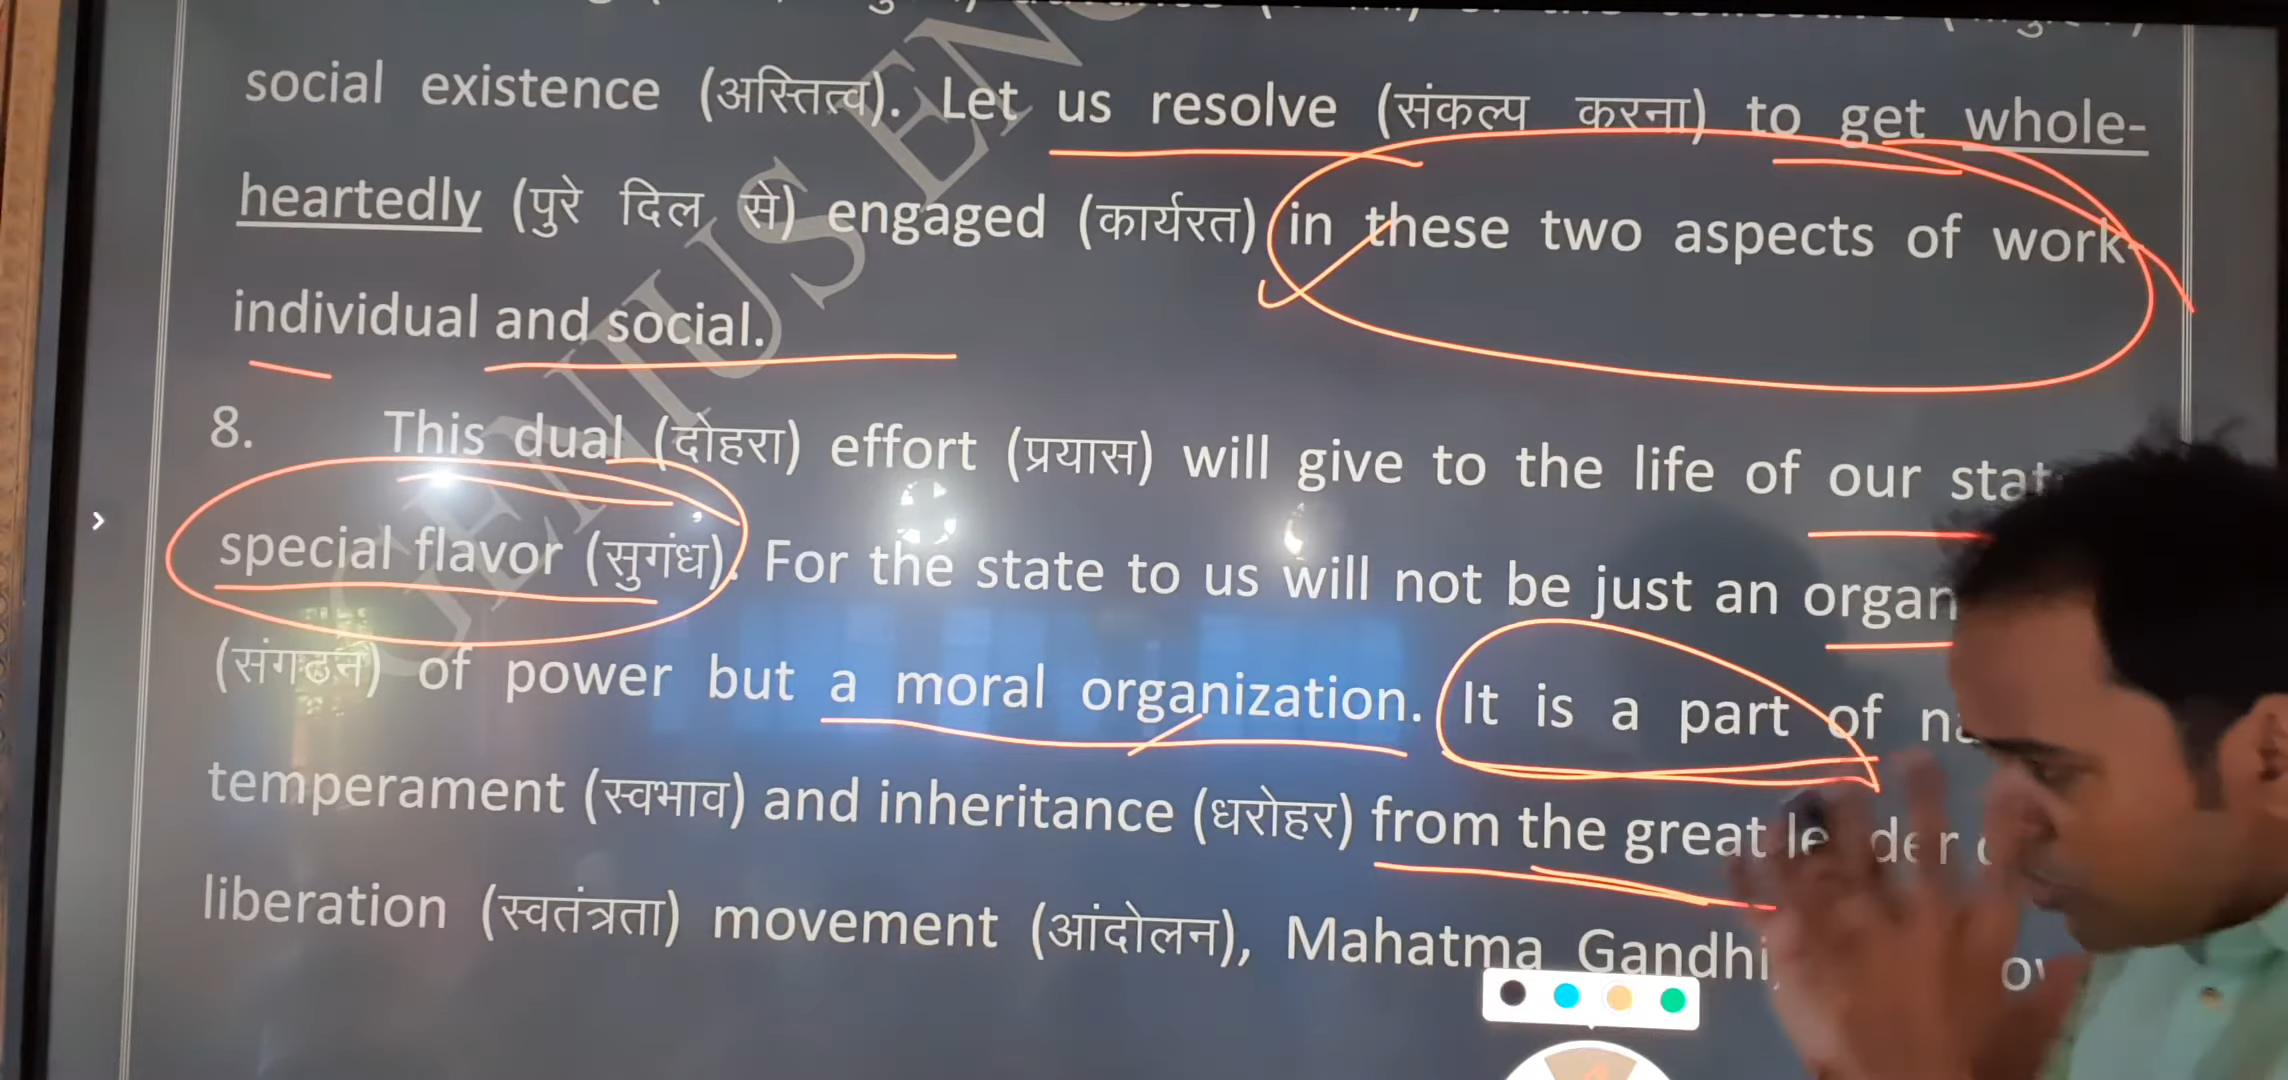 social existence (अस्तित्व). Let us resolve (संकल्प करना) to get whole-
heartedly (पुरे दिल से) engaged (कार्यरत) in these two aspects of work-
individual and social.
8. This dual (दोहरा) effort (प्रयास) will give to the life of our
special flavor (सुगंध). For the state to us will not be just an
(संगठन) of power but a moral organization. It is a part of
temperament (स्वभाव) and inheritance (धरोहर) from the great
liberation (स्वतंत्रता) movement (आंदोलन), Mahatma Gandhi,
GENIUS